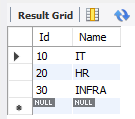 Result Grid
Id Name
10 IT
20 HR
30 INFRA
NULL NULL